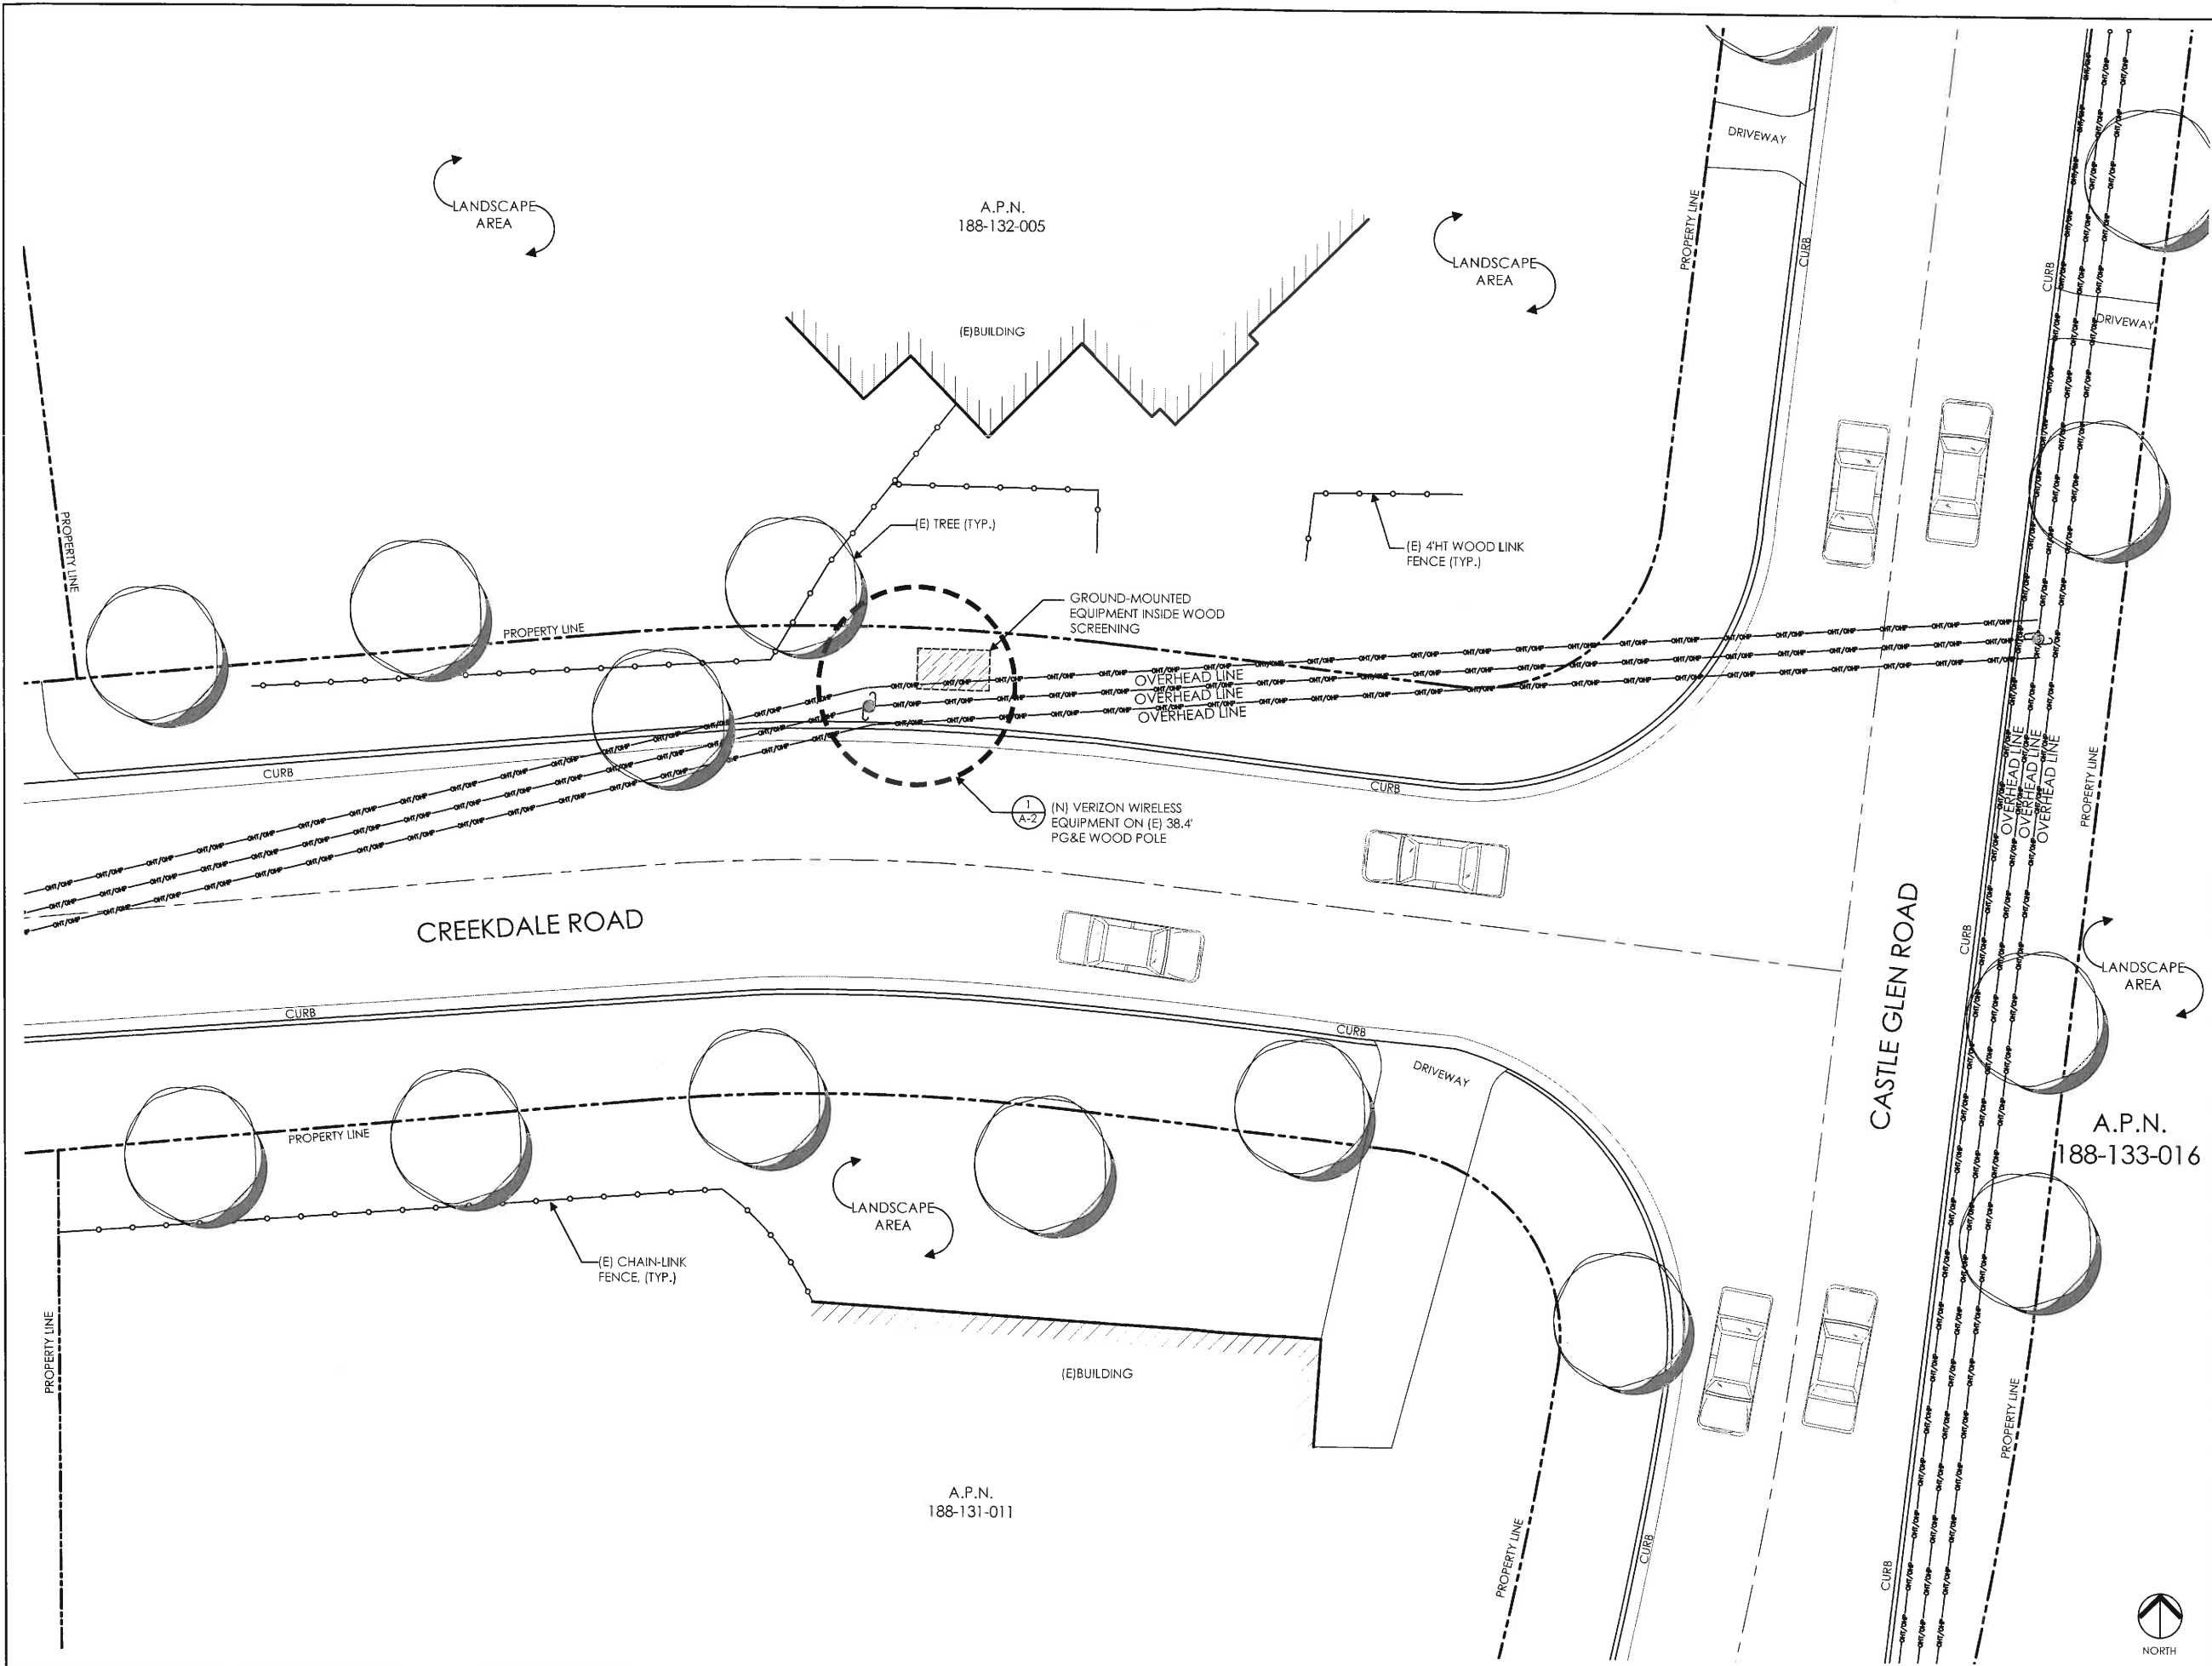 DRIVEWAY
PROPERTY LINE
CURB
LANDSCAPE
AREA
A.P.N.
188-132-005
LANDSCAPE
AREA
CURB
DRIVEWAY
(E)BUILDING
PROPERTY LINE
(E) TREE (TYP.)
(E) 4'HT WOOD LINK
FENCE (TYP.)
GROUND-MOUNTED
EQUIPMENT INSIDE WOOD
SCREENING
PROPERTY LINE
OHT/OHP
OVERHEAD LINE
OVERHEAD LINE
OVERHEAD LINE
OVERHEAD LINE
OVERHEAD LINE
OVERHEAD LINE
PROPERTY LINE
CURB
CURB
1
A-2
(N) VERIZON WIRELESS
EQUIPMENT ON (E) 38.4'
PG&E WOOD POLE
CREEKDALE ROAD
CASTLE GLEN ROAD
CURB
LANDSCAPE
AREA
CURB
CURB
DRIVEWAY
PROPERTY LINE
A.P.N.
188-133-016
LANDSCAPE
AREA
(E) CHAIN-LINK
FENCE, (TYP.)
PROPERTY LINE
(E)BUILDING
PROPERTY LINE
A.P.N.
188-131-011
PROPERTY LINE
CURB
CURB
NORTH